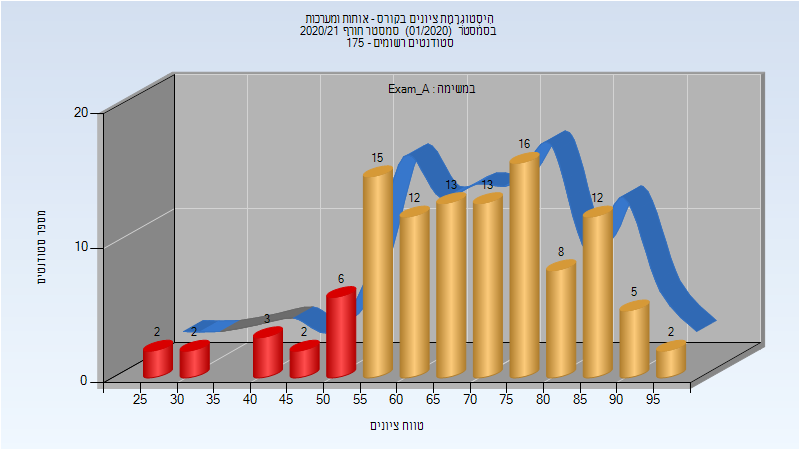 היסטוגרמת ציונים בקורס - אותות ומערכות
בסמסטר (01/2020) סמסטר חורף 2020/21
סטודנטים רשומים - 175
במשימה : Exam_A
מספר סטודנטים
20
10
0
2
2
3
2
6
15
12
13
13
16
8
12
5
2
25 30 35 40 45 50 55 60 65 70 75 80 85 90 95
טווח ציונים